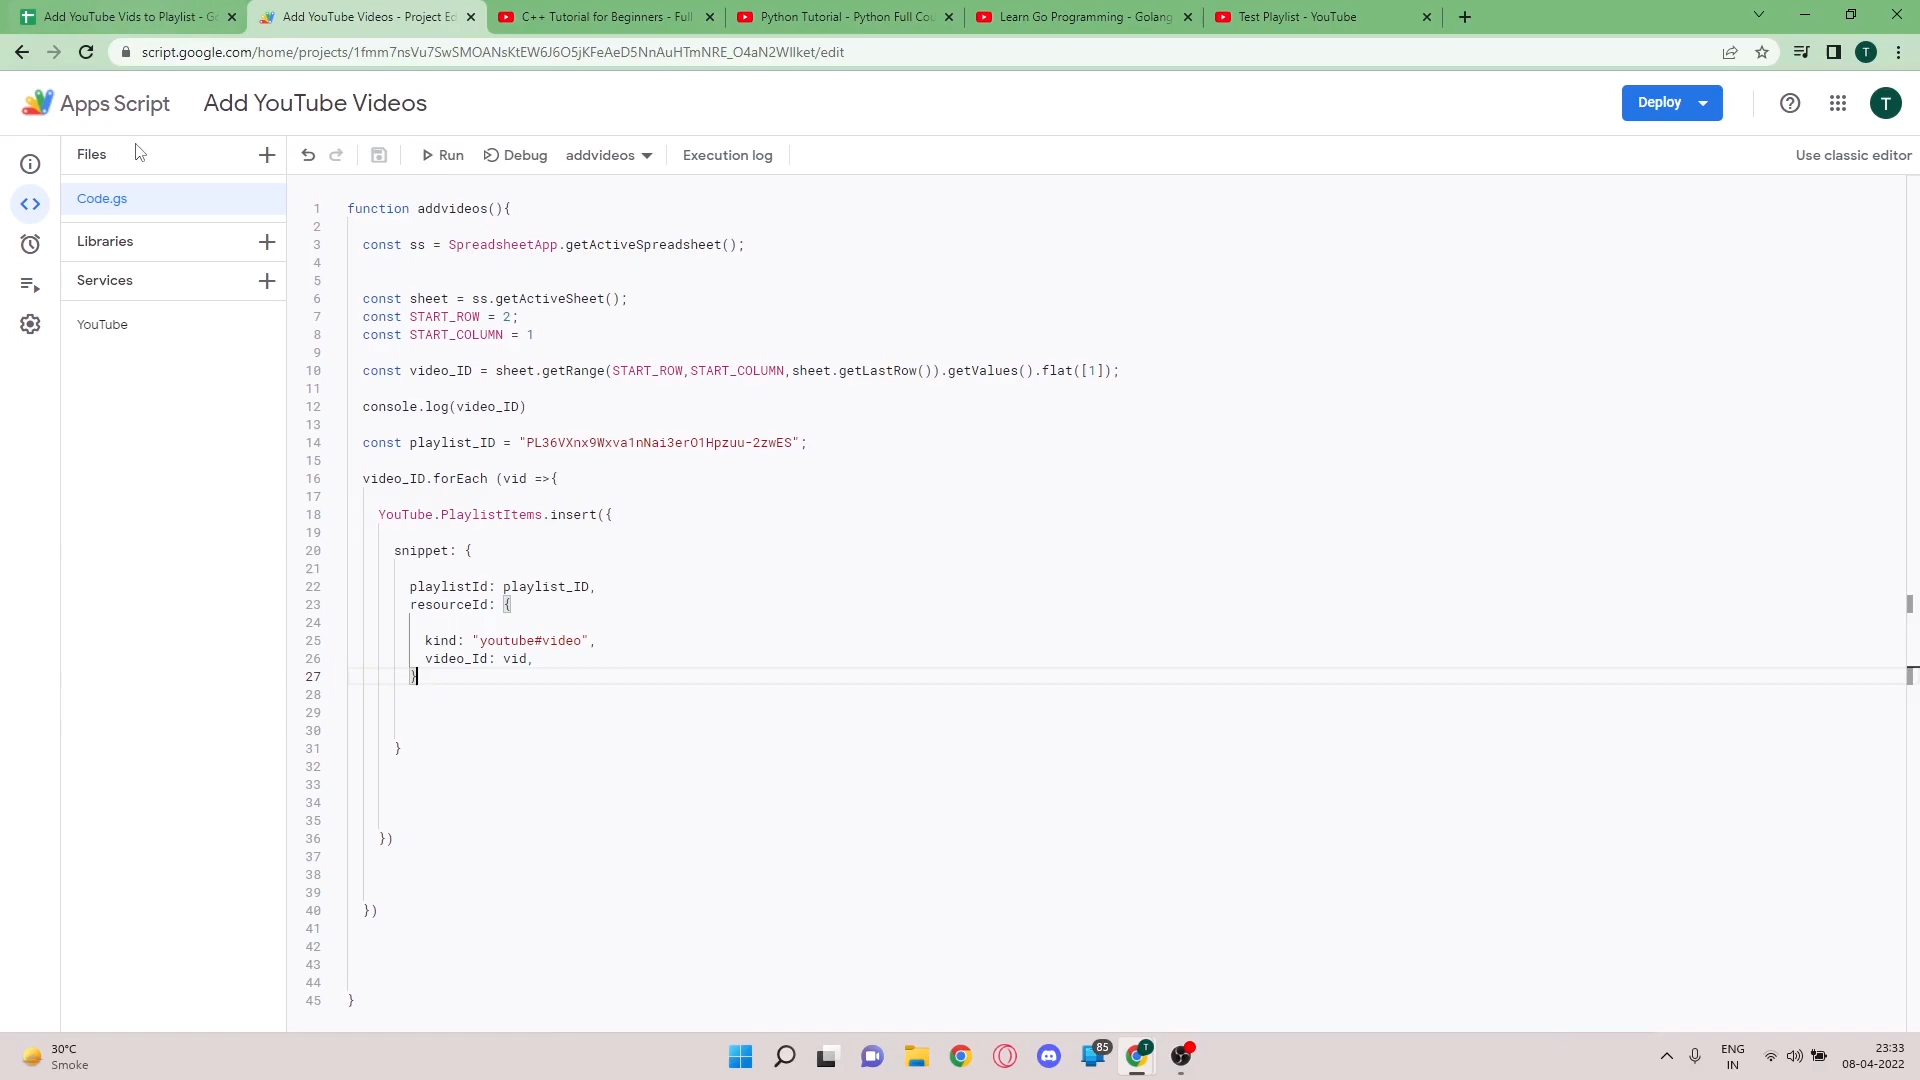 Add YouTube Vids to Playlist - Go
Add YouTube Videos - Project Ed
C++ Tutorial for Beginners - Full
Python Tutorial - Python Full Cou
Learn Go Programming - Golang
Test Playlist - YouTube
script.google.com/home/projects/1fmm7nsVu7SwSMOANsKtEW6J6O5jKFeAeD5NnAuHTmNRE_O4aN2WIlket/edit
T
Apps Script
Add YouTube Videos
Deploy
T
Files
Run
Debug
addvideos
Execution log
Use classic editor
Code.gs
Libraries
Services
YouTube
1 function addvideos(){
2
3 const ss = SpreadsheetApp.getActiveSpreadsheet();
4
5
6 const sheet = ss.getActiveSheet();
7 const START_ROW = 2;
8 const START_COLUMN = 1
9
10 const video_ID = sheet.getRange(START_ROW,START_COLUMN,sheet.getLastRow()).getValues().flat([1]);
11
12 console.log(video_ID)
13
14 const playlist_ID = "PL36VXnx9Wxva1nNai3erO1Hpzuu-2zwES";
15
16 video_ID.forEach (vid =>{
17
18 YouTube.PlaylistItems.insert({
19
20 snippet: {
21
22 playlistId: playlist_ID,
23 resourceId: {
24
25 kind: "youtube#video",
26 video_Id: vid,
27 }
28
29
30
31 }
32
33
34
35
36 })
37
38
39
40 })
41
42
43
44
45 }
30°C
Smoke
85
T
ENG
IN
23:33
08-04-2022